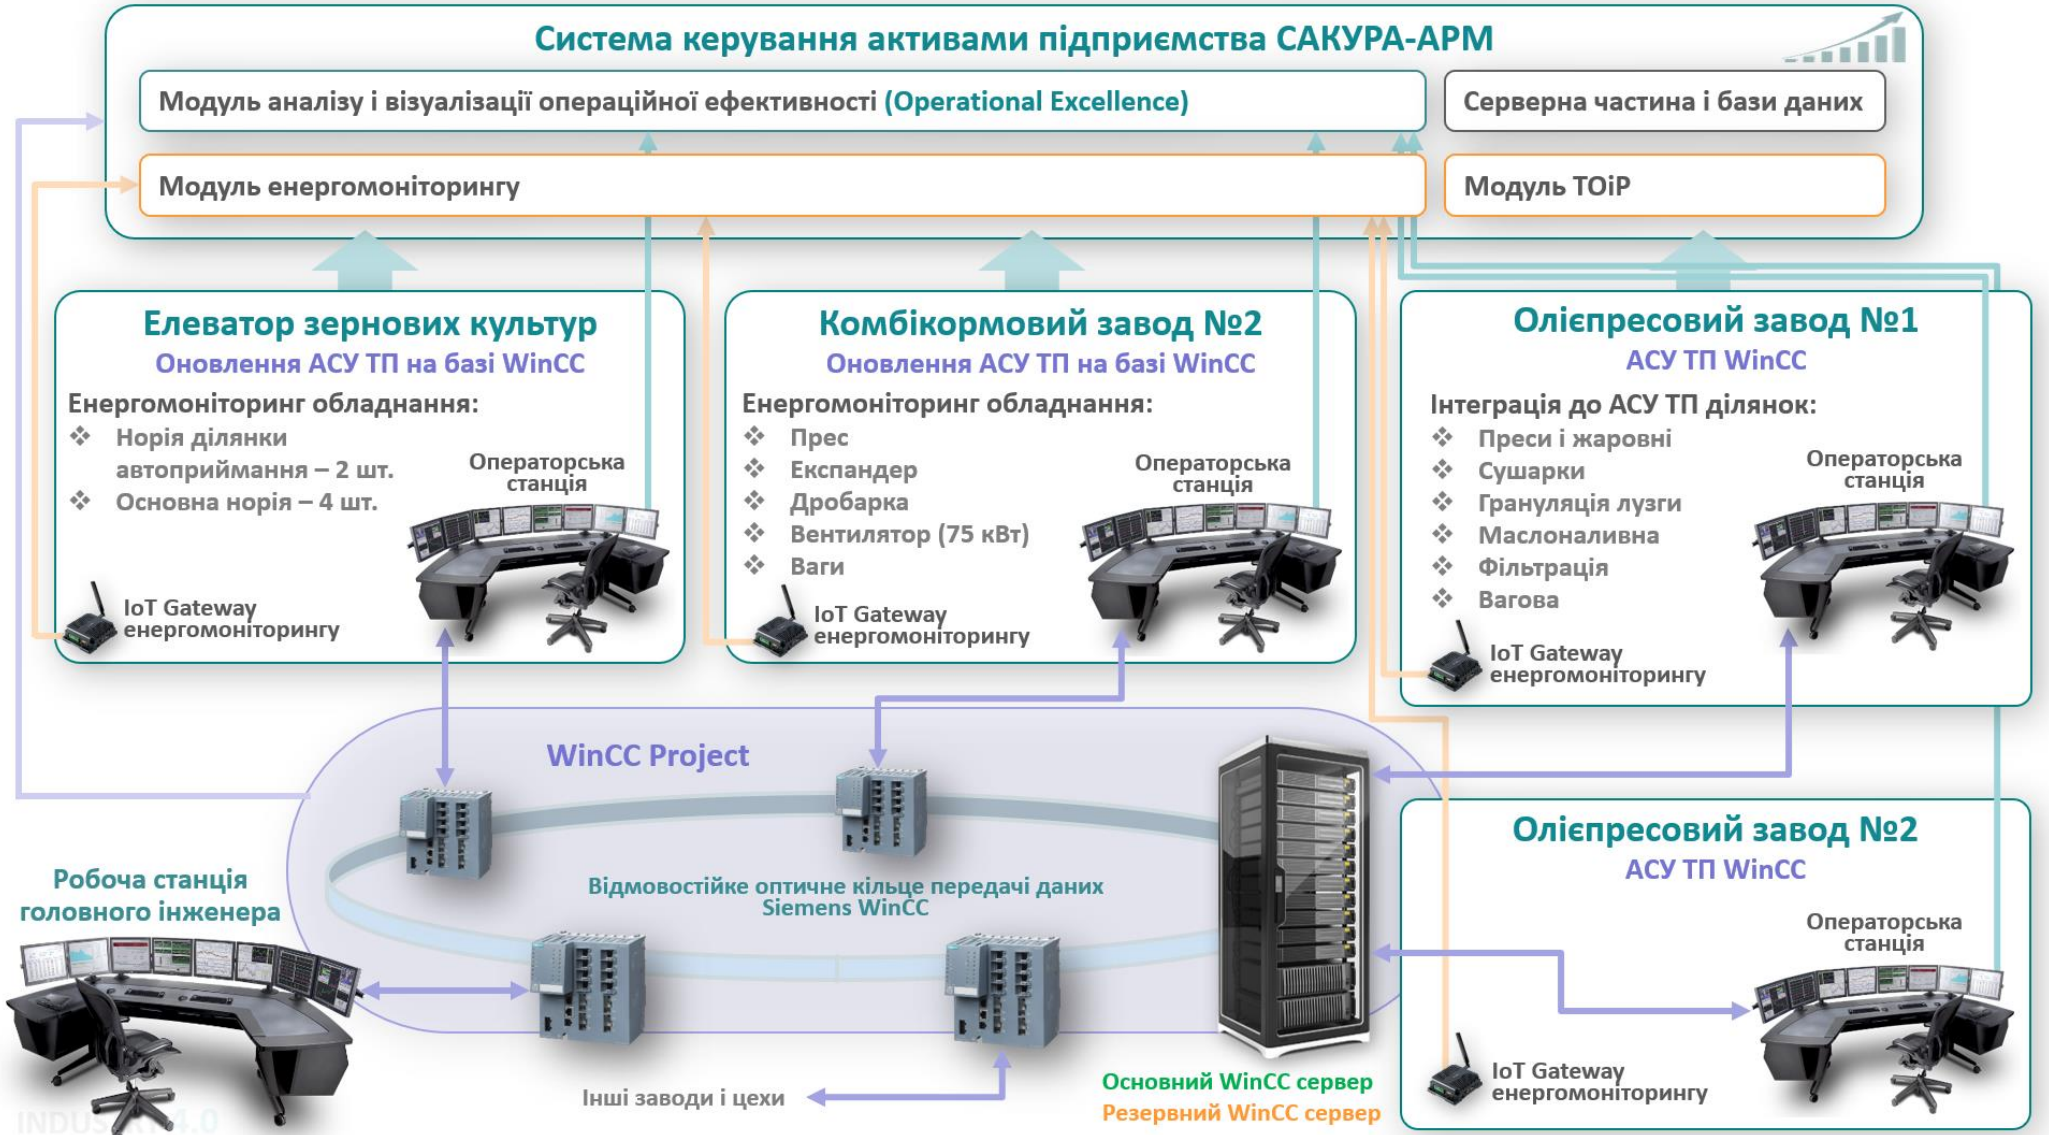 Система керування активами підприємства САКУРА-АРМ
Модуль аналізу і візуалізації операційної ефективності (Operational Excellence)
Серверна частина і бази даних
Модуль енергомоніторингу
Модуль ТОіР
Елеватор зернових культур
Оновлення АСУ ТП на базі WinCC
Енергомоніторинг обладнання:
❖ Норія ділянки
автоприймання – 2 шт.
❖ Основна норія – 4 шт.
Операторська
станція
IoT Gateway
енергомоніторингу
Комбікормовий завод №2
Оновлення АСУ ТП на базі WinCC
Енергомоніторинг обладнання:
❖ Прес
❖ Експандер
❖ Дробарка
❖ Вентилятор (75 кВт)
❖ Ваги
Операторська
станція
IoT Gateway
енергомоніторингу
Олієпресовий завод №1
АСУ ТП WinCC
Інтеграція до АСУ ТП ділянок:
❖ Преси і жаровні
❖ Сушарки
❖ Грануляція лузги
❖ Маслоналивна
❖ Фільтрація
❖ Вагова
Операторська
станція
IoT Gateway
енергомоніторингу
WinCC Project
Відмовостійке оптичне кільце передачі даних
Siemens WinCC
Робоча станція
головного інженера
Інші заводи і цехи
Основний WinCC сервер
Резервний WinCC сервер
Олієпресовий завод №2
АСУ ТП WinCC
Операторська
станція
IoT Gateway
енергомоніторингу
4.0